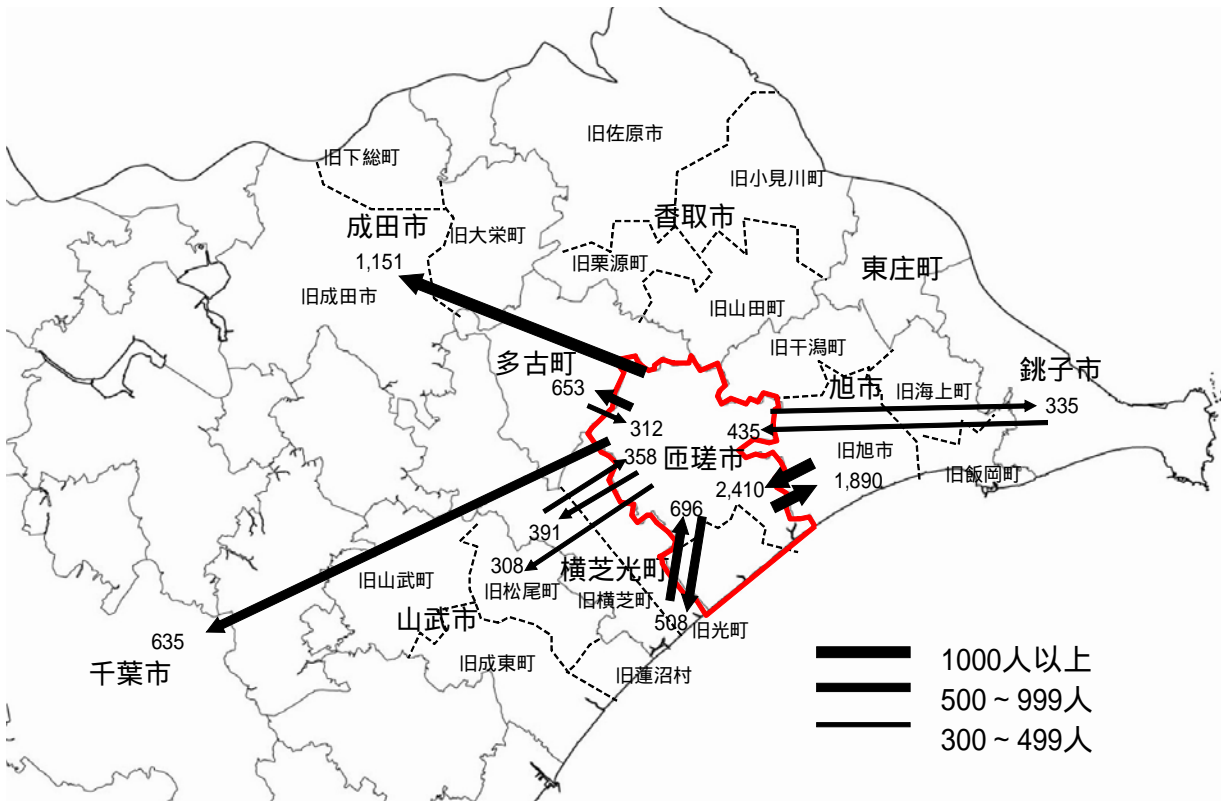 旧佐原市
旧下総町
旧小見川町
香取市
成田市
旧大栄町
1,151
旧栗源町
東庄町
旧成田市
旧山田町
旧干潟町
多古町
653
旧海上町
旭市
銚子市
335
312
435
旧旭市
358
匝瑳市
旧飯岡町
1,890
2,410
696
391
308
横芝光町
旧山武町
旧松尾町
旧横芝町
山武市
508
旧光町
635
千葉市
旧成東町
旧蓮沼村
1000人以上
500~999人
300~499人